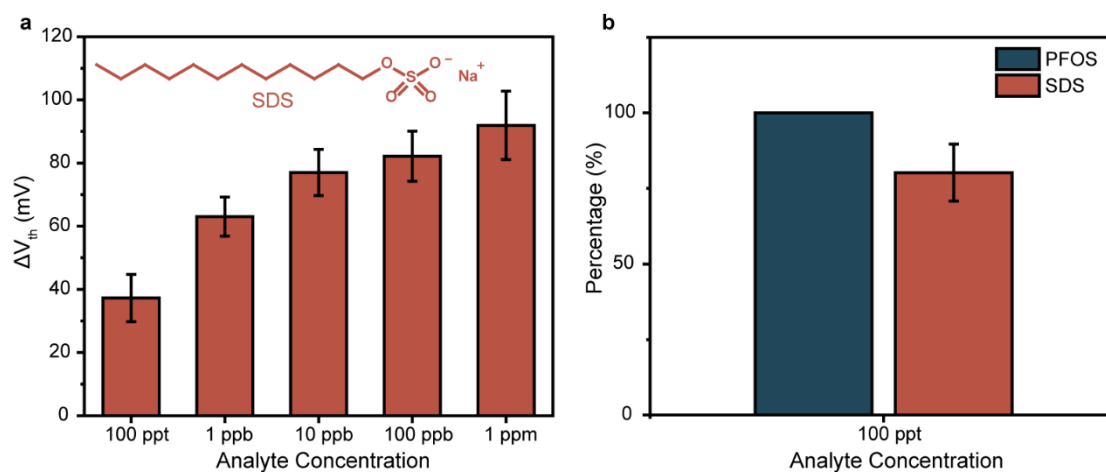 a
120
100
80
60
40
20
0
ΔVth (mV)
O
S
O−
O
O
Na+
SDS
100 ppt
1 ppb
10 ppb
100 ppb
1 ppm
Analyte Concentration
b
PFOS
SDS
100
50
0
Percentage (%)
100 ppt
Analyte Concentration